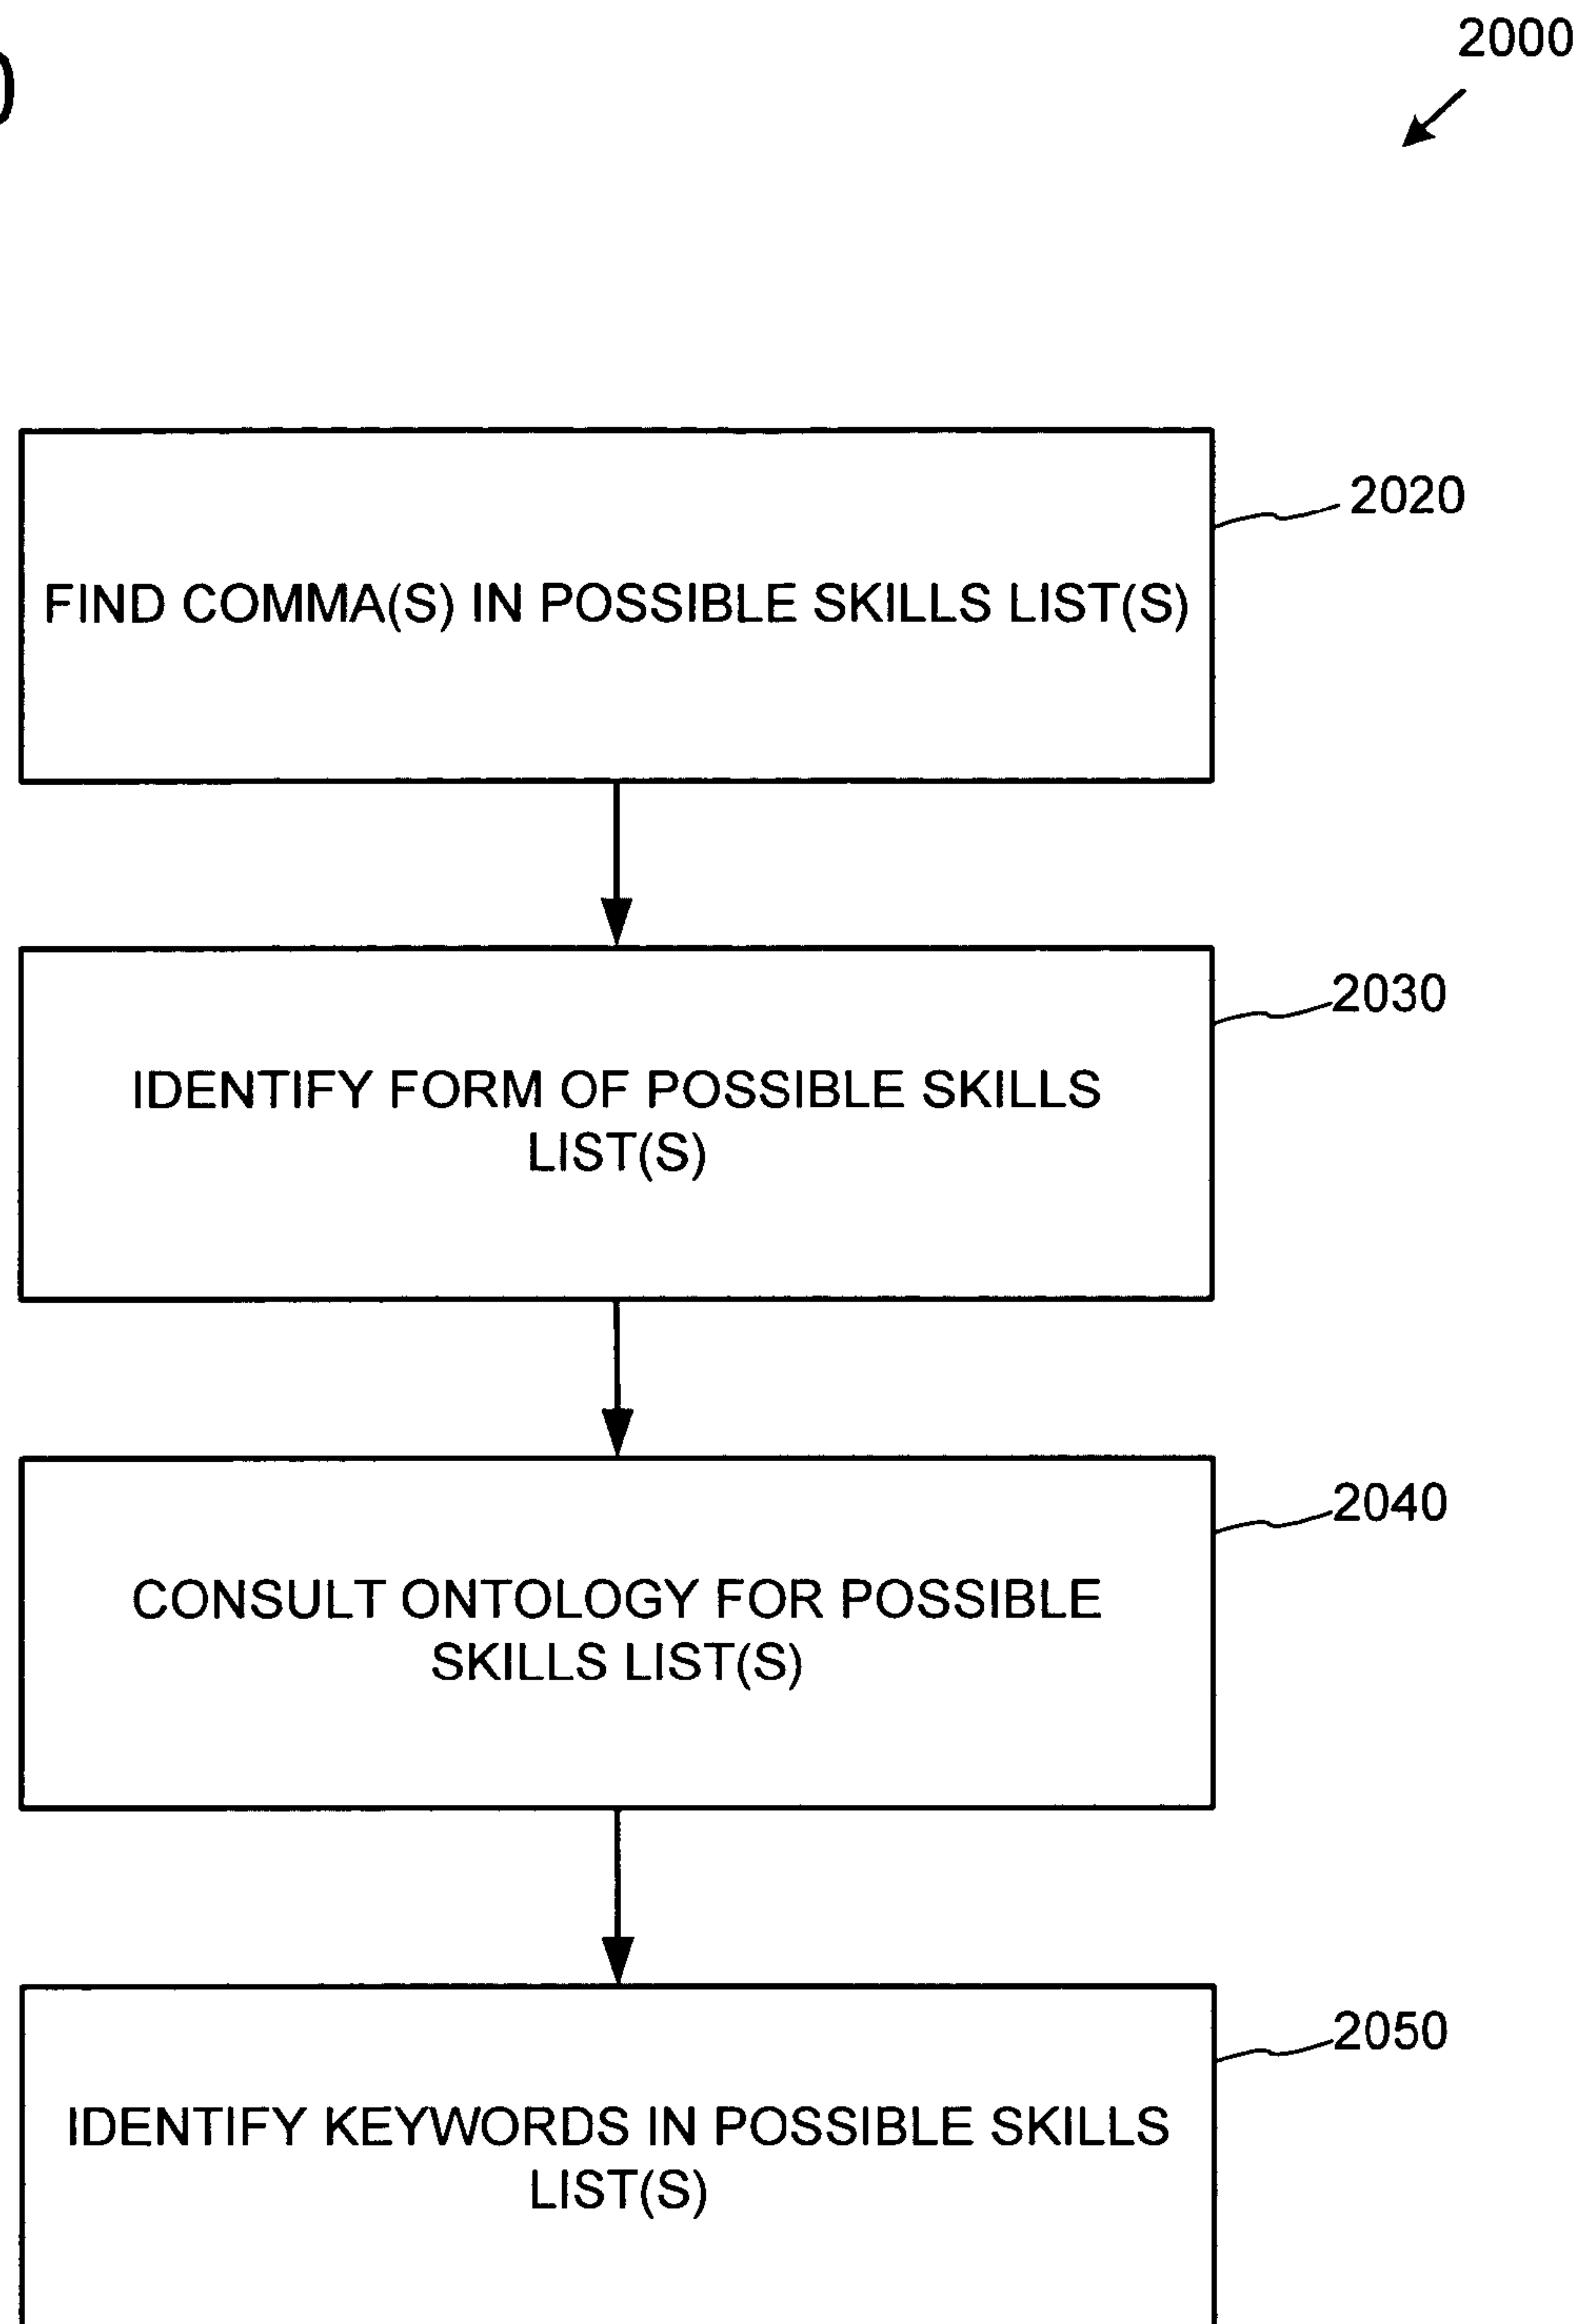 2000
2020
FIND COMMA(S) IN POSSIBLE SKILLS LIST(S)
2030
IDENTIFY FORM OF POSSIBLE SKILLS
LIST(S)
2040
CONSULT ONTOLOGY FOR POSSIBLE
SKILLS LIST(S)
2050
IDENTIFY KEYWORDS IN POSSIBLE SKILLS
LIST(S)